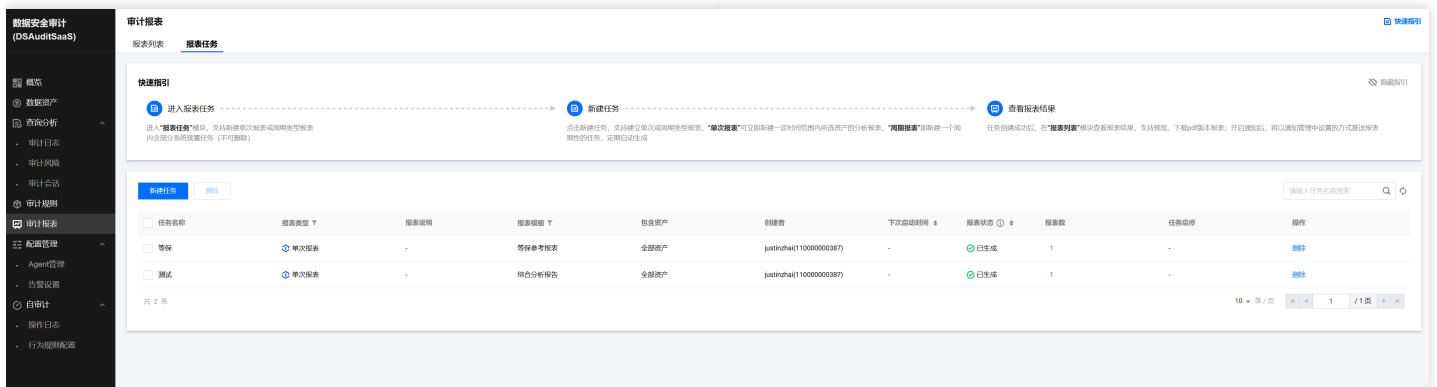 数据安全审计
(DSAuditSaaS)
概览
数据资产
查询分析
审计日志
审计风险
审计会话
审计规则
审计报表
配置管理
Agent管理
告警设置
自审计
操作日志
行为规则配置
审计报表
快速指引
报表列表 报表任务
快速指引
隐藏指引
进入报表任务
进入"报表任务"模块，支持新建单次报表或周期类型报表
内含部分系统预置任务（不可删除）
新建任务
点击新建任务，支持建立单次或周期类型报表，"单次报表"可立即新建一定时间范围内所选资产的分析报表，"周期报表"即新建一个周
期性的任务，定期自动生成
查看报表结果
任务创建成功后，在"报表列表"模块查看报表结果，支持预览、下载pdf版本报表；开启通知后，将以通知管理中设置的方式推送报表
新建任务 删除
请输入任务名称搜索
任务名称 报表类型 报表说明 报表模板 包含资产 创建者 下次启动时间 报表状态 报表数 任务启停 操作
等保 单次报表 - 等保参考报表 全部资产 justinzhai(110000000387) - 已生成 1 - 删除
测试 单次报表 - 综合分析报告 全部资产 justinzhai(110000000387) - 已生成 1 - 删除
共 2 条
10 条 / 页 1 / 1 页